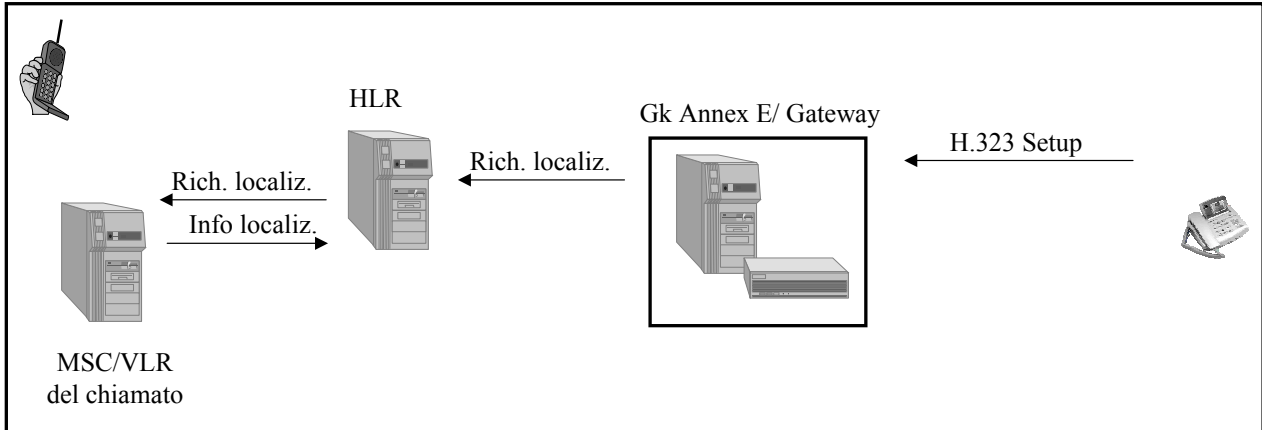 HLR
Gk Annex E/ Gateway
H.323 Setup
Rich. localiz.
Rich. localiz.
Info localiz.
MSC/VLR
del chiamato